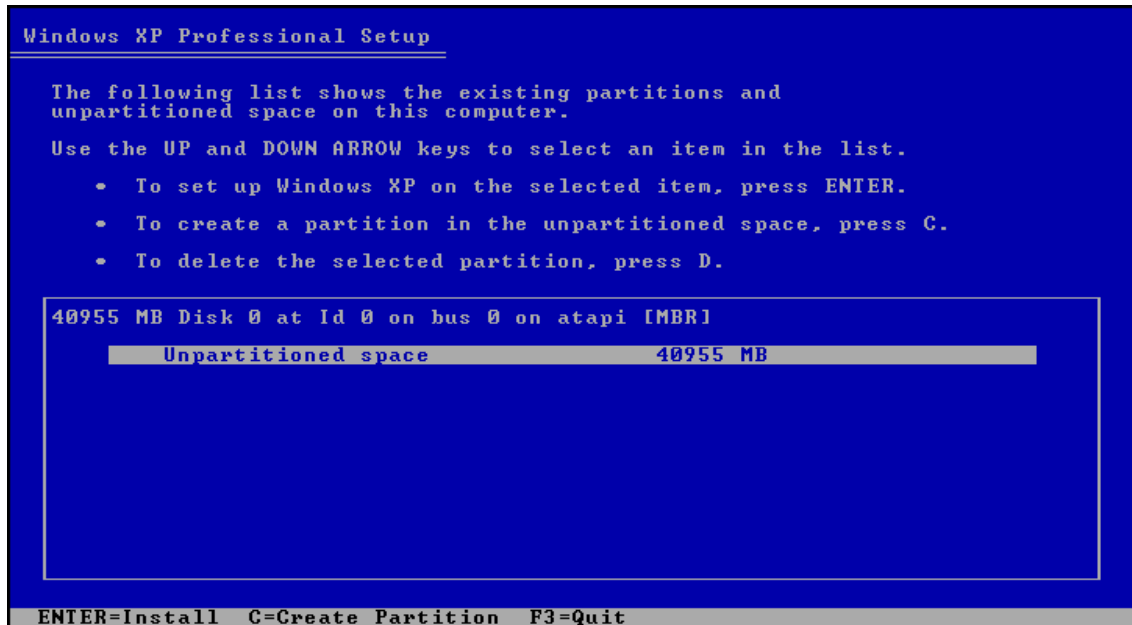 Windows XP Professional Setup
The following list shows the existing partitions and
unpartitioned space on this computer.
Use the UP and DOWN ARROW keys to select an item in the list.
• To set up Windows XP on the selected item, press ENTER.
• To create a partition in the unpartitioned space, press C.
• To delete the selected partition, press D.
40955 MB Disk 0 at Id 0 on bus 0 on atapi [MBR]
Unpartitioned space 40955 MB
ENTER=Install C=Create Partition F3=Quit